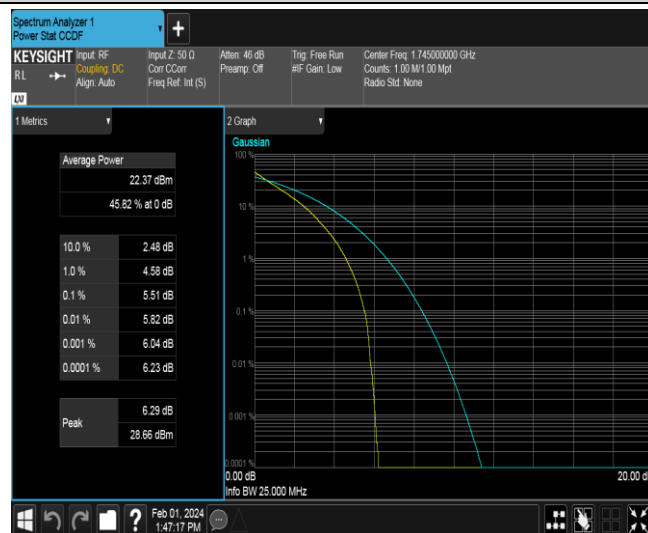 Spectrum Analyzer 1
Power Stat CCDF
+
KEYSIGHT
RL
Input: RF
Coupling: DC
Align: Auto
Input Z: 50 Ω
Corr CCorr
Freq Ref: Int (S)
Atten: 46 dB
Preamp: Off
Trig: Free Run
#IF Gain: Low
Center Freq: 1.745000000 GHz
Counts: 1.00 M/1.00 Mpt
Radio Std: None
LXI
1 Metrics
Average Power
22.37 dBm
45.82 % at 0 dB
10.0 % 2.48 dB
1.0 % 4.58 dB
0.1 % 5.51 dB
0.01 % 5.82 dB
0.001 % 6.04 dB
0.0001 % 6.23 dB
Peak
6.29 dB
28.66 dBm
2 Graph
Gaussian
100 %
10 %
1 %
0.1 %
0.01 %
0.001 %
0.0001 %
0.00 dB 20.00 d
Info BW 25.000 MHz
?
Feb 01, 2024
1:47:17 PM